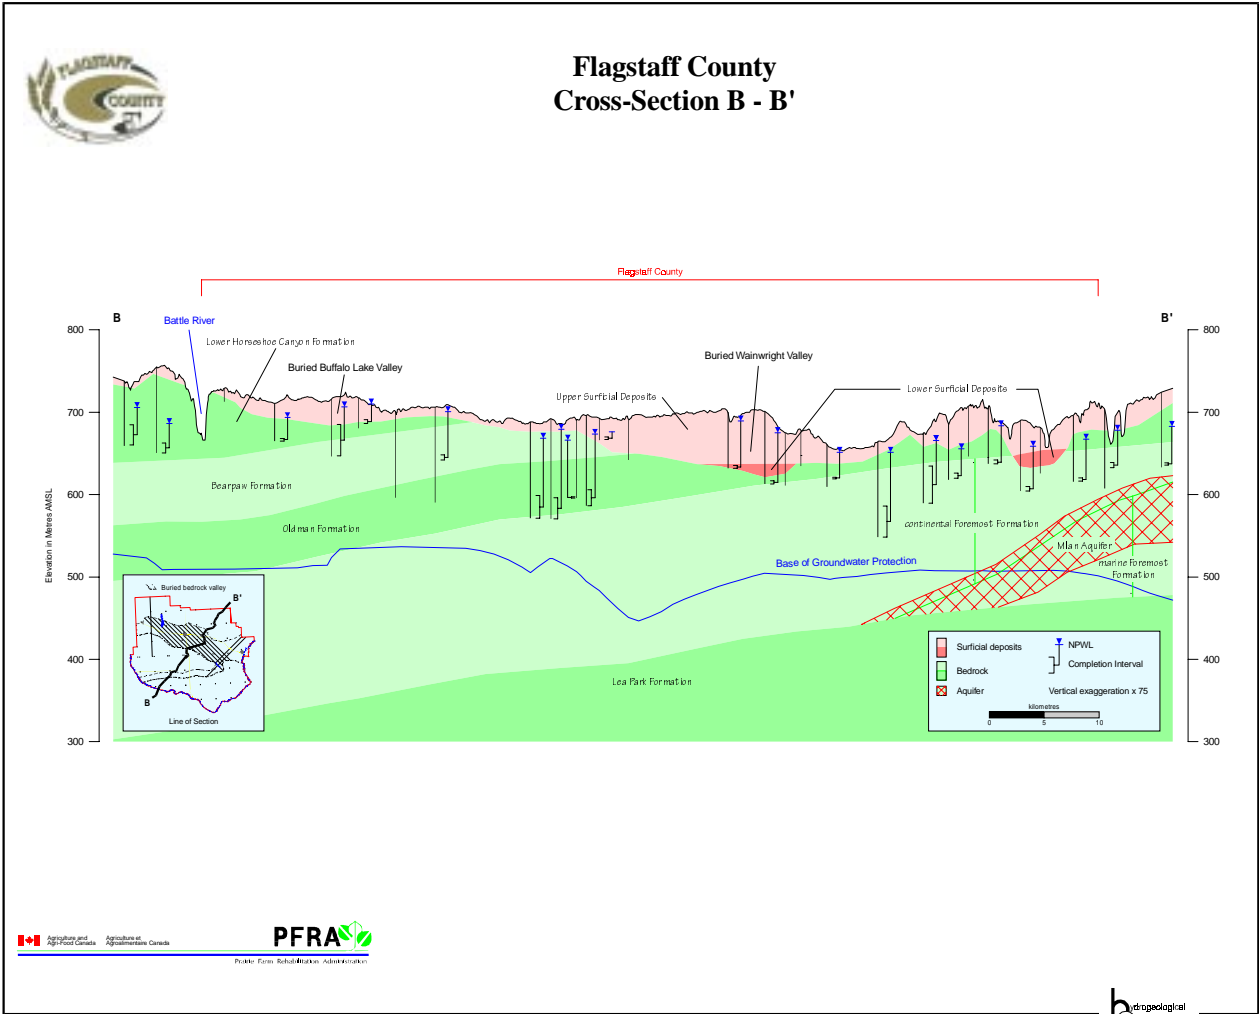 FLAGSTAFF
COUNTY
Flagstaff County
Cross-Section B - B'
Flagstaff County
B
B'
Battle River
Lower Horseshoe Canyon Formation
Buried Buffalo Lake Valley
Buried Wainwright Valley
Upper Surficial Deposits
Lower Surficial Deposits
800
700
600
500
400
300
Elevation in Metres AMSL
800
700
600
500
400
300
Bearpaw Formation
Oldman Formation
continental Foremost Formation
Milan Aquifer
marine Foremost
Formation
Base of Groundwater Protection
Lea Park Formation
Buried bedrock valley
B'
B
Line of Section
Surficial deposits
Bedrock
Aquifer
NPWL
Completion Interval
Vertical exaggeration x 75
kilometres
0 5 10
Agriculture and
Agri-Food Canada
Agriculture et
Agroalimentaire Canada
PFRA
Prairie Farm Rehabilitation Administration
hydrogeological